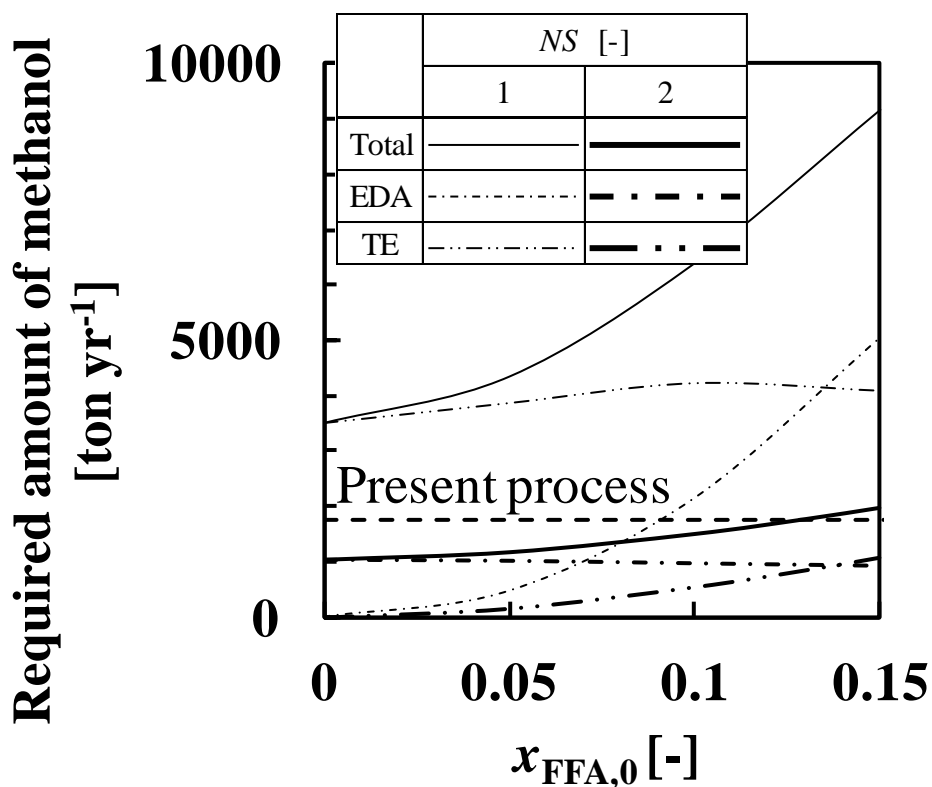 Required amount of methanol
[ton yr-1]
10000
5000
0
NS [-]
1 2
Total
EDA
TE
Present process
0 0.05 0.1 0.15
xFFA,0 [-]